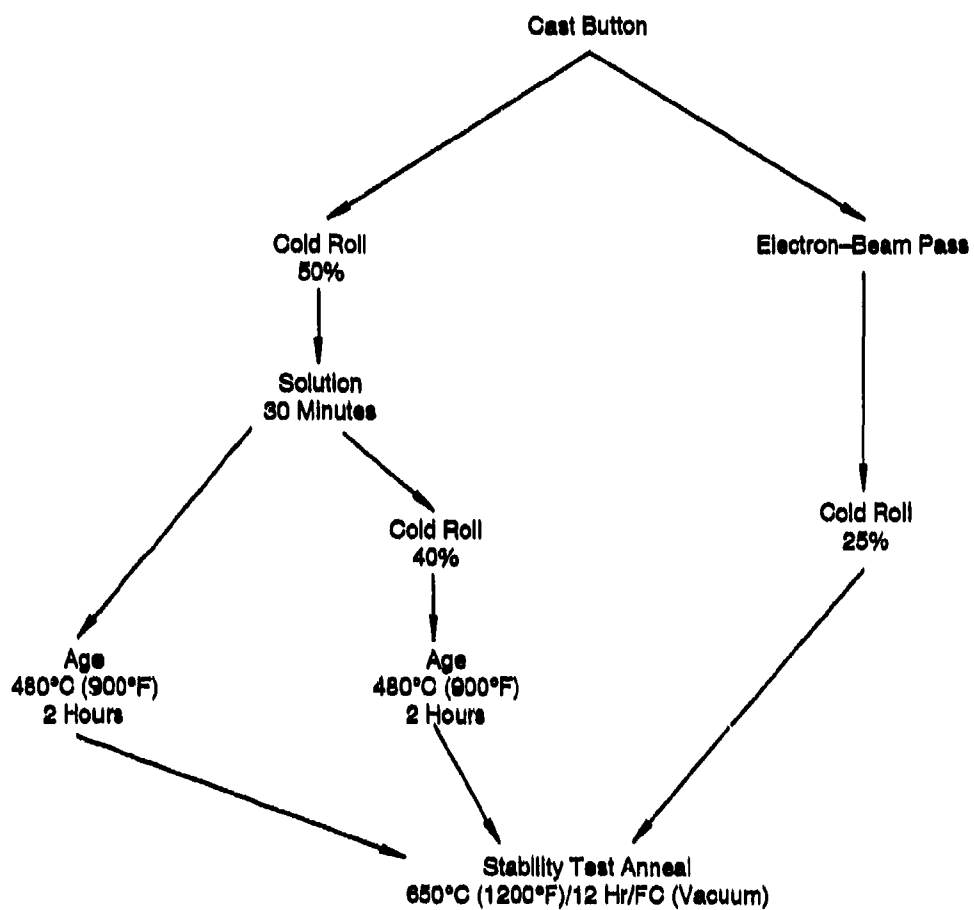 Cast Button
Cold Roll
50%
Electron-Beam Pass
Solution
30 Minutes
Cold Roll
40%
Cold Roll
25%
Age
480°C (900°F)
2 Hours
Age
480°C (900°F)
2 Hours
Stability Test Anneal
650°C (1200°F)/12 Hr/FC (Vacuum)